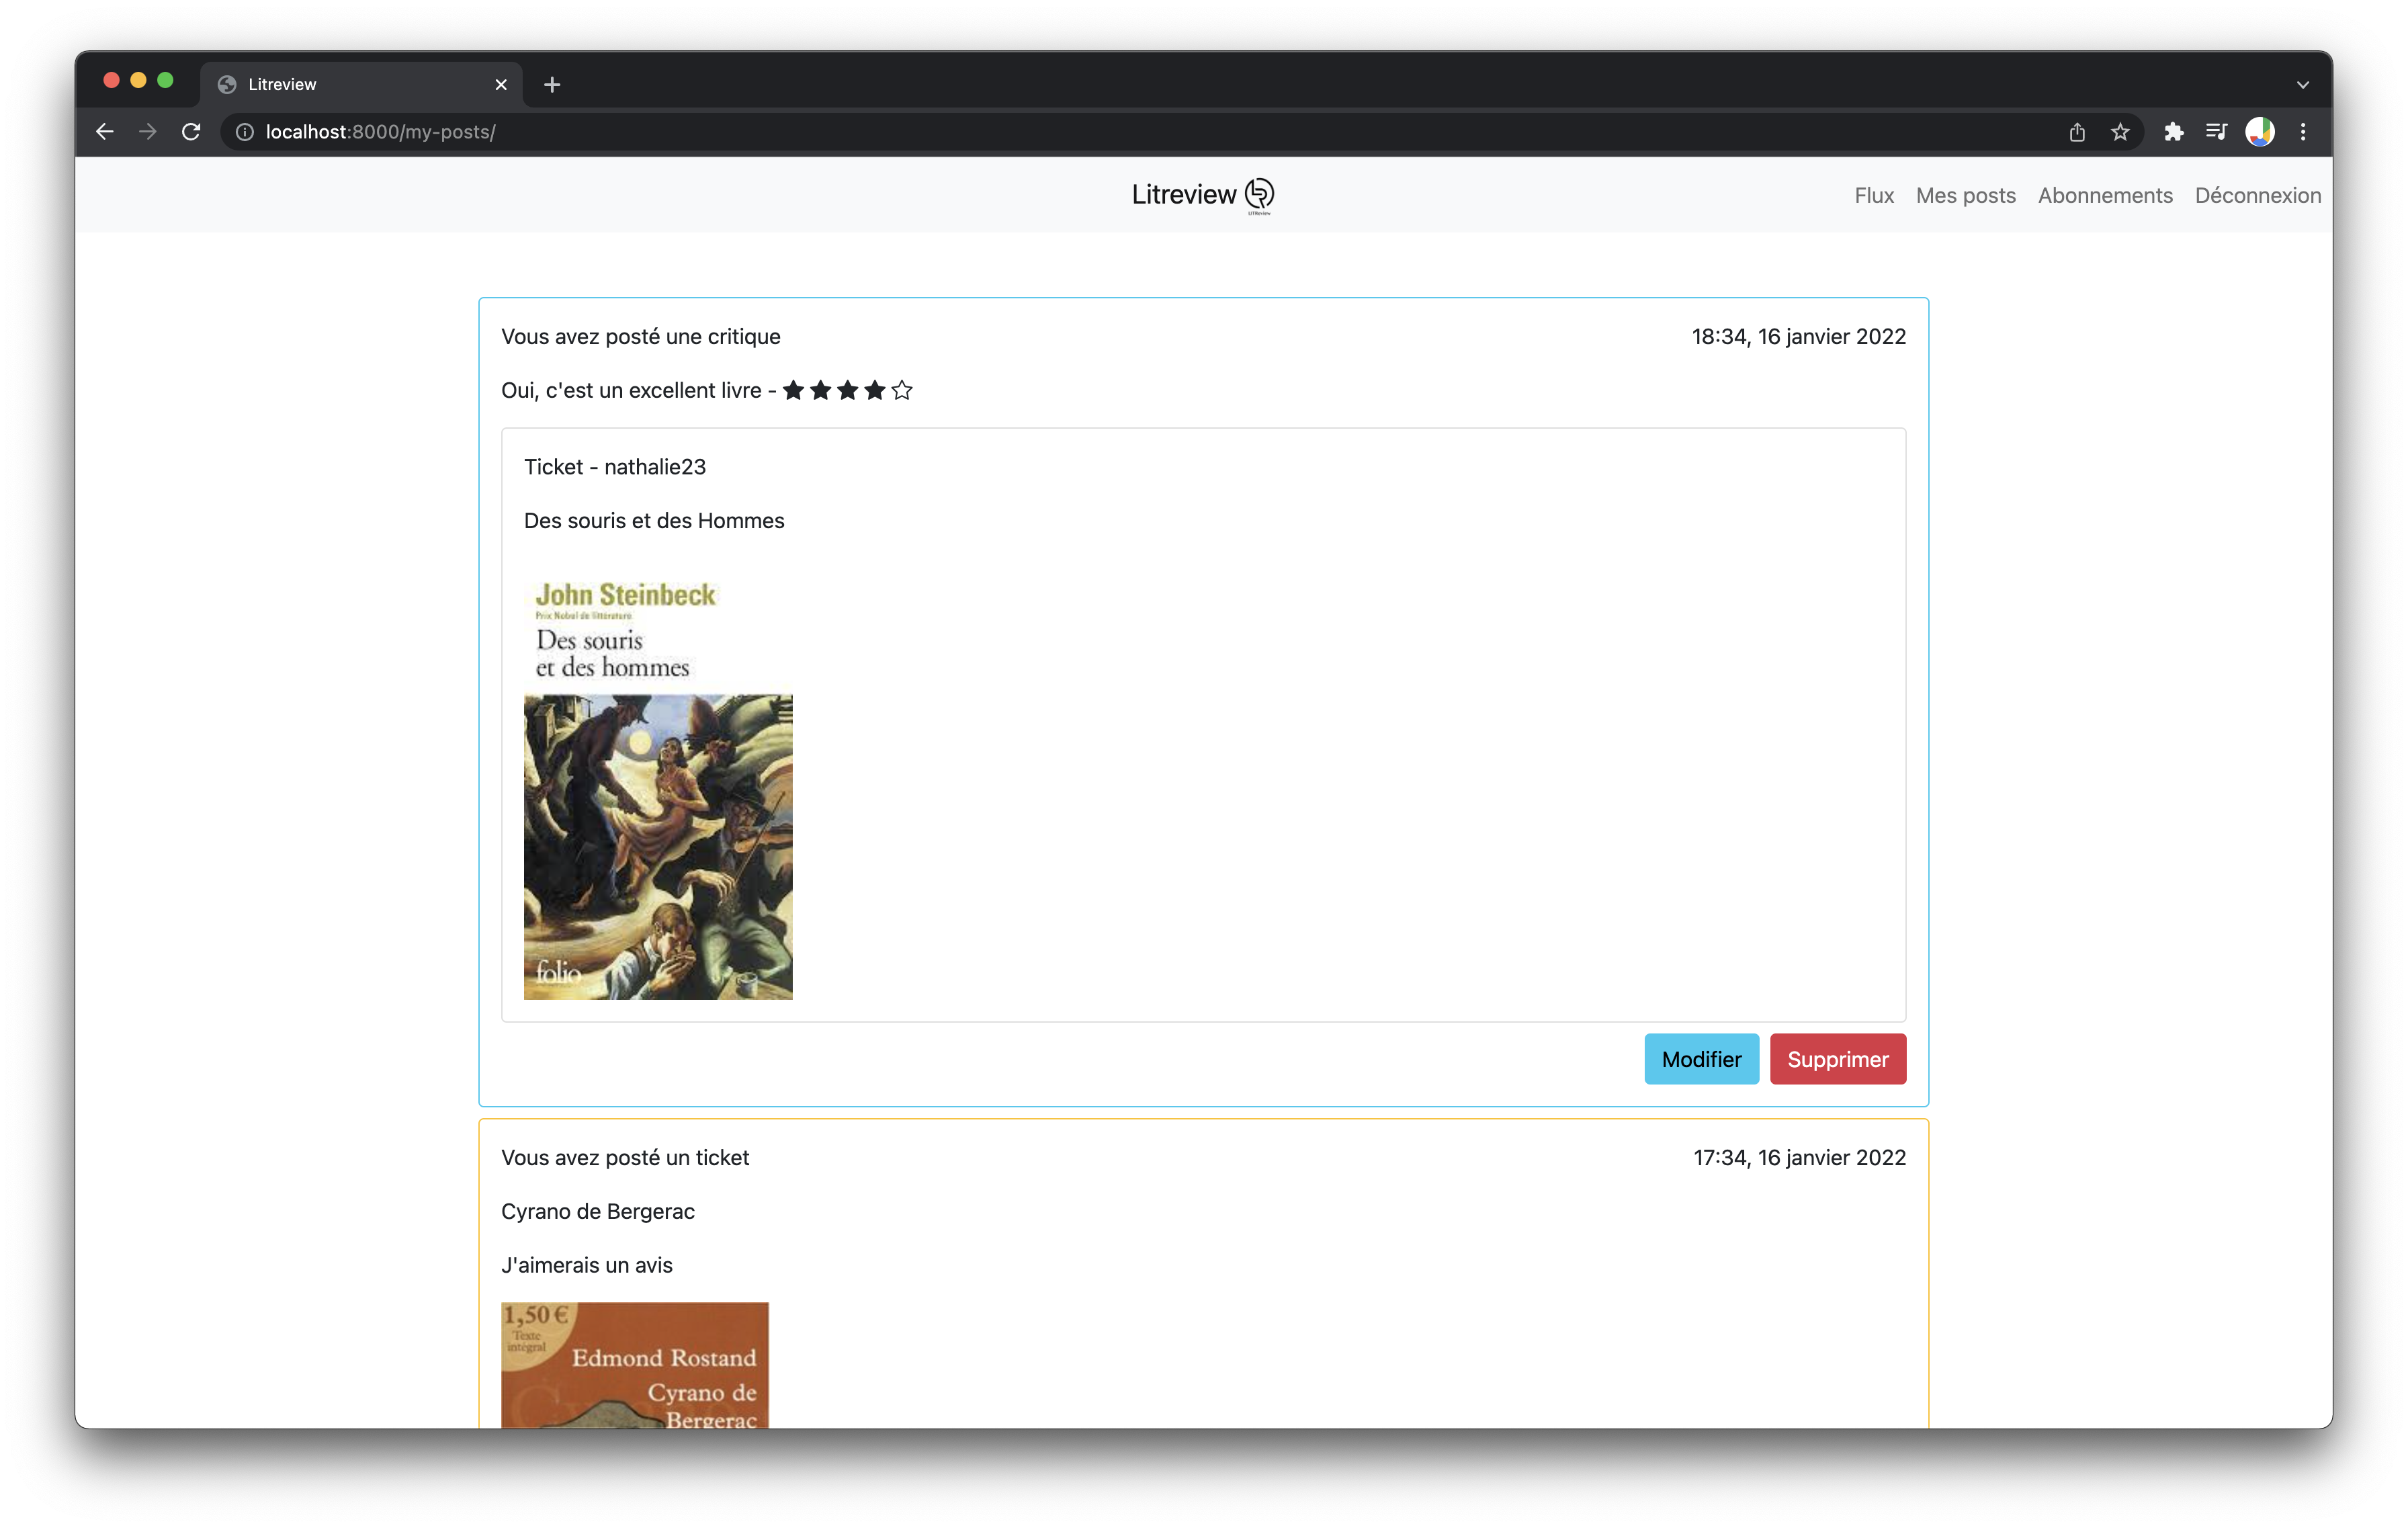 Litreview
localhost:8000/my-posts/
Litreview
LITReview
Flux Mes posts Abonnements Déconnexion
Vous avez posté une critique
18:34, 16 janvier 2022
Oui, c'est un excellent livre - ★★★★☆
Ticket - nathalie23
Des souris et des Hommes
John Steinbeck
Prix Nobel de littérature
Des souris
et des hommes
folio
Modifier Supprimer
Vous avez posté un ticket
17:34, 16 janvier 2022
Cyrano de Bergerac
J'aimerais un avis
1,50 €
Texte
intégral
Edmond Rostand
Cyrano de
Bergerac